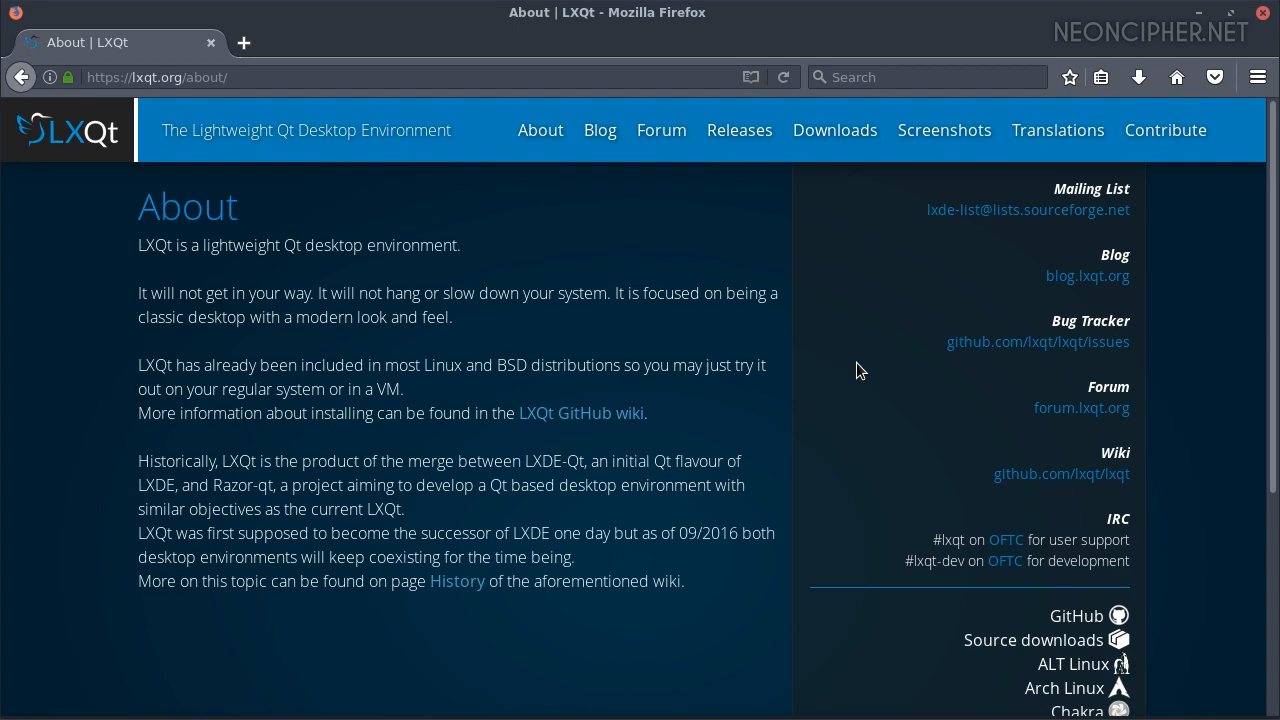 About | LXQt - Mozilla Firefox
NEONCIPHER.NET
About | LXQt
https://lxqt.org/about/
Search
LXQt
The Lightweight Qt Desktop Environment
About Blog Forum Releases Downloads Screenshots Translations Contribute
About
LXQt is a lightweight Qt desktop environment.
It will not get in your way. It will not hang or slow down your system. It is focused on being a
classic desktop with a modern look and feel.
LXQt has already been included in most Linux and BSD distributions so you may just try it
out on your regular system or in a VM.
More information about installing can be found in the LXQt GitHub wiki.
Historically, LXQt is the product of the merge between LXDE-Qt, an initial Qt flavour of
LXDE, and Razor-qt, a project aiming to develop a Qt based desktop environment with
similar objectives as the current LXQt.
LXQt was first supposed to become the successor of LXDE one day but as of 09/2016 both
desktop environments will keep coexisting for the time being.
More on this topic can be found on page History of the aforementioned wiki.
Mailing List
lxde-list@lists.sourceforge.net
Blog
blog.lxqt.org
Bug Tracker
github.com/lxqt/lxqt/issues
Forum
forum.lxqt.org
Wiki
github.com/lxqt/lxqt
IRC
#lxqt on OFTC for user support
#lxqt-dev on OFTC for development
GitHub
Source downloads
ALT Linux
Arch Linux
Chakra